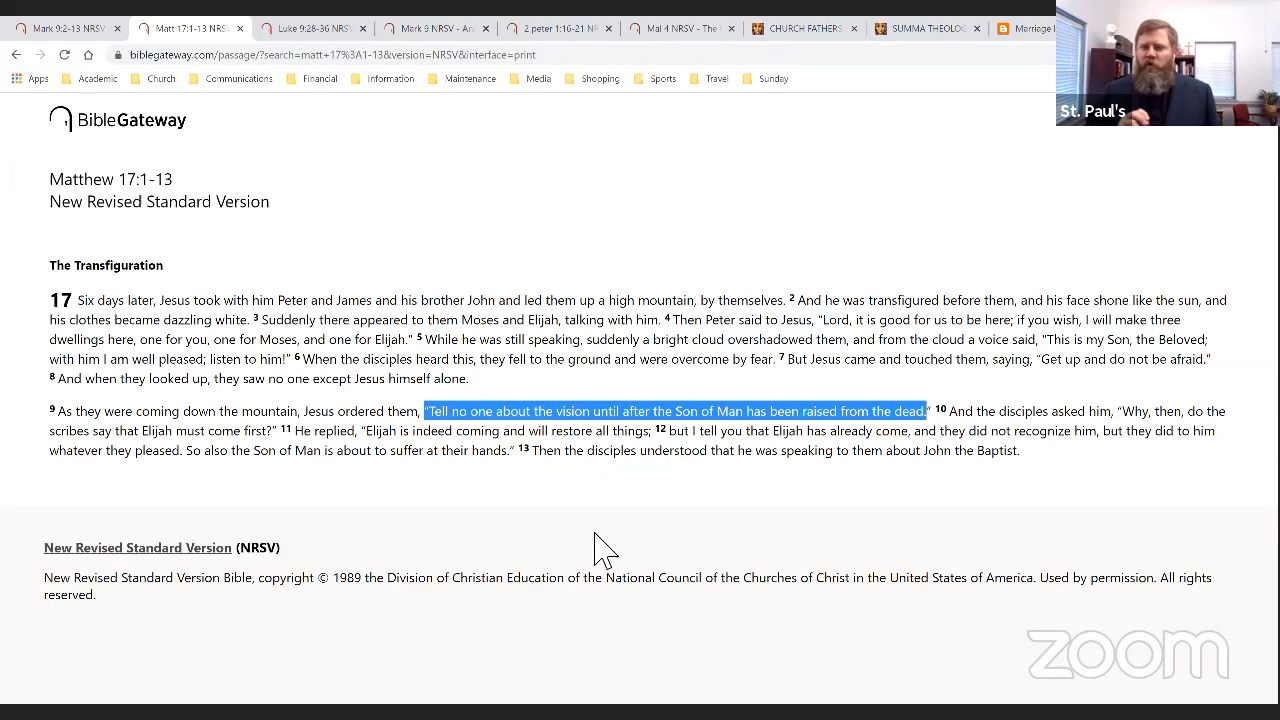 Mark 9:2-13 NRSV
Matt 17:1-13 NRSV
Luke 9:28-36 NRSV
Mark 9 NRSV - An
2 peter 1:16-21 NR
Mal 4 NRSV - The
CHURCH FATHERS
SUMMA THEOLOG
Marriage
Apps
Academic
Church
Communication
Finance
Information
Maintenance
Shopping
Sports
Travel
Sunday
St. Paul's
BibleGateway
Matthew 17:1-13
New Revised Standard Version
The Transfiguration
17 Six days later, Jesus took with him Peter and James and his brother John and led them up a high mountain, by themselves. 2 And he was transfigured before them, and his face shone like the sun, and
his clothes became dazzling white. 3 Suddenly there appeared to them Moses and Elijah, talking with him. 4 Then Peter said to Jesus, “Lord, it is good for us to be here; if you wish, I will make three
dwellings here, one for you, one for Moses, and one for Elijah.” 5 While he was still speaking, suddenly a bright cloud overshadowed them, and from the cloud a voice said, “This is my Son, the Beloved;
with him I am well pleased; listen to him!” 6 When the disciples heard this, they fell to the ground and were overcome by fear. 7 But Jesus came and touched them, saying, “Get up and do not be afraid.”
8 And when they looked up, they saw no one except Jesus himself alone.
9 As they were coming down the mountain, Jesus ordered them, “Tell no one about the vision until after the Son of Man has been raised from the dead.” 10 And the disciples asked him, “Why, then, do the
scribes say that Elijah must come first?” 11 He replied, “Elijah is indeed coming and will restore all things; 12 but I tell you that Elijah has already come, and they did not recognize him, but they did to him
whatever they pleased. So also the Son of Man is about to suffer at their hands.” 13 Then the disciples understood that he was speaking to them about John the Baptist.
New Revised Standard Version (NRSV)
New Revised Standard Version Bible, copyright © 1989 the Division of Christian Education of the National Council of the Churches of Christ in the United States of America. Used by permission. All rights
reserved.
zoom